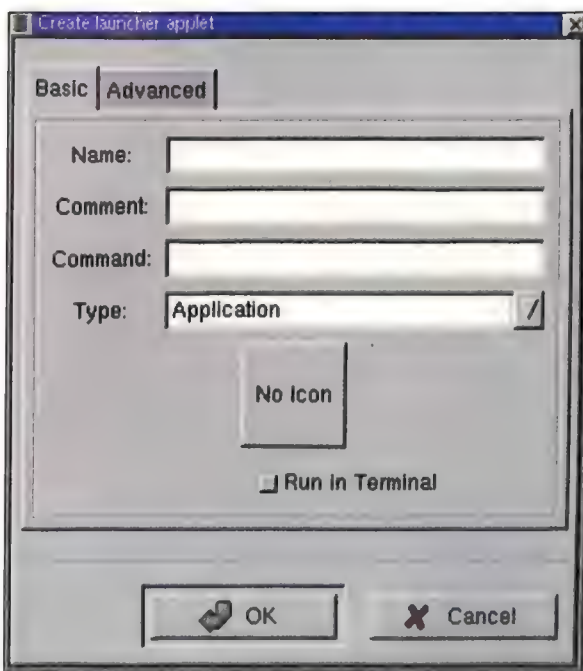 Create launcher applet
Basic Advanced
Name:
Comment:
Command:
Type: Application
No Icon
Run in Terminal
OK Cancel